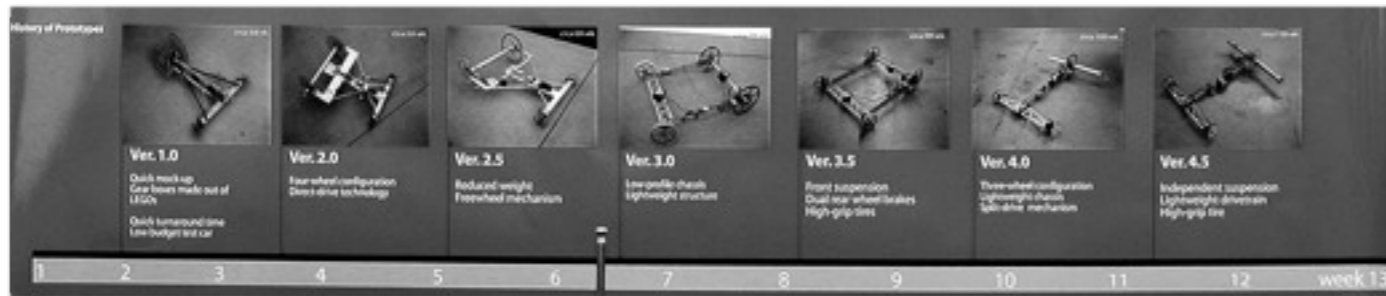 History of Prototypes
Ver. 1.0
Quick mock up
Gear boxes made out of
LEGOs
Quick turnaround time
Low budget test car
Ver. 2.0
Four-wheel configuration
Direct-drive technology
Ver. 2.5
Reduced weight
Freewheel mechanism
Ver. 3.0
Low-profile chassis
Lightweight structure
Ver. 3.5
Front suspension
Dual rear wheel brakes
High-grip tires
Ver. 4.0
Three-wheel configuration
Lightweight chassis
Split-drive mechanism
Ver. 4.5
Independent suspension
Lightweight drivetrain
High-grip tire
1 2 3 4 5 6 7 8 9 10 11 12 week 13